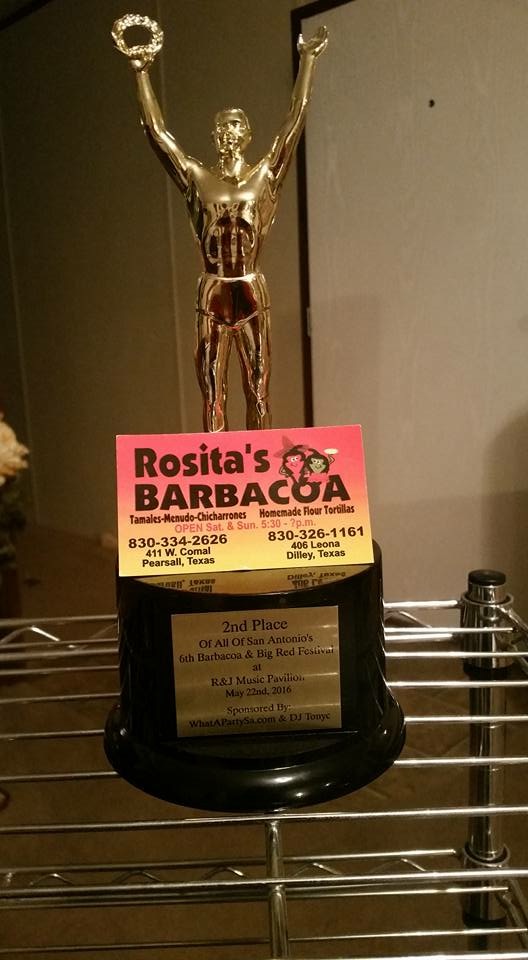 Rosita's
BARBACOA
Tamales-Menudo-Chicharrones Homemade Flour Tortillas
OPEN Sat. & Sun. 5:30 - ?p.m.
830-334-2626
411 W. Comal
Pearsall, Texas
830-326-1161
406 Leona
Dilley, Texas
2nd Place
Of All Of San Antonio's
6th Barbacoa & Big Red Festival
at
R&J Music Pavilion
May 22nd, 2016
Sponsored By:
WhatAPartySa.com & DJ Tonyc